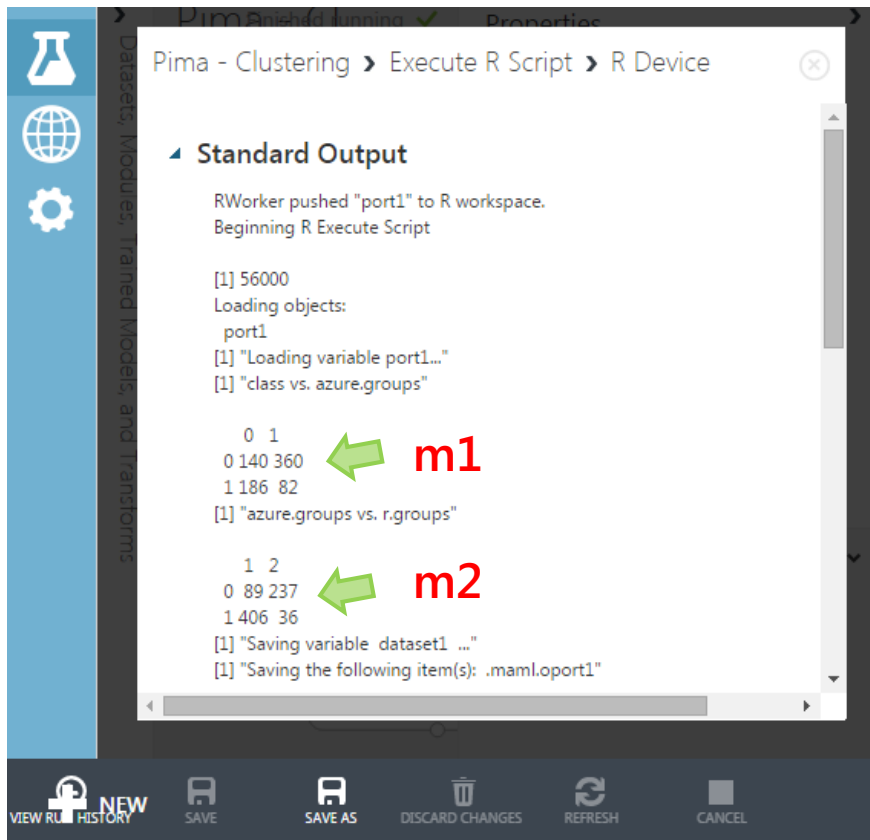 Pima - Cl
Finished running
Properties
Datasets, Modules, Trained Models, and Transforms
Pima - Clustering > Execute R Script > R Device
Standard Output
RWorker pushed "port1" to R workspace.
Beginning R Execute Script
[1] 56000
Loading objects:
port1
[1] "Loading variable port1..."
[1] "class vs. azure.groups"
0 1
0 140 360
m1
1 186 82
[1] "azure.groups vs. r.groups"
1 2
0 89 237
m2
1 406 36
[1] "Saving variable dataset1 ..."
[1] "Saving the following item(s): .maml.oport1"
NEW
VIEW RUN HISTORY
SAVE
SAVE AS
DISCARD CHANGES
REFRESH
CANCEL